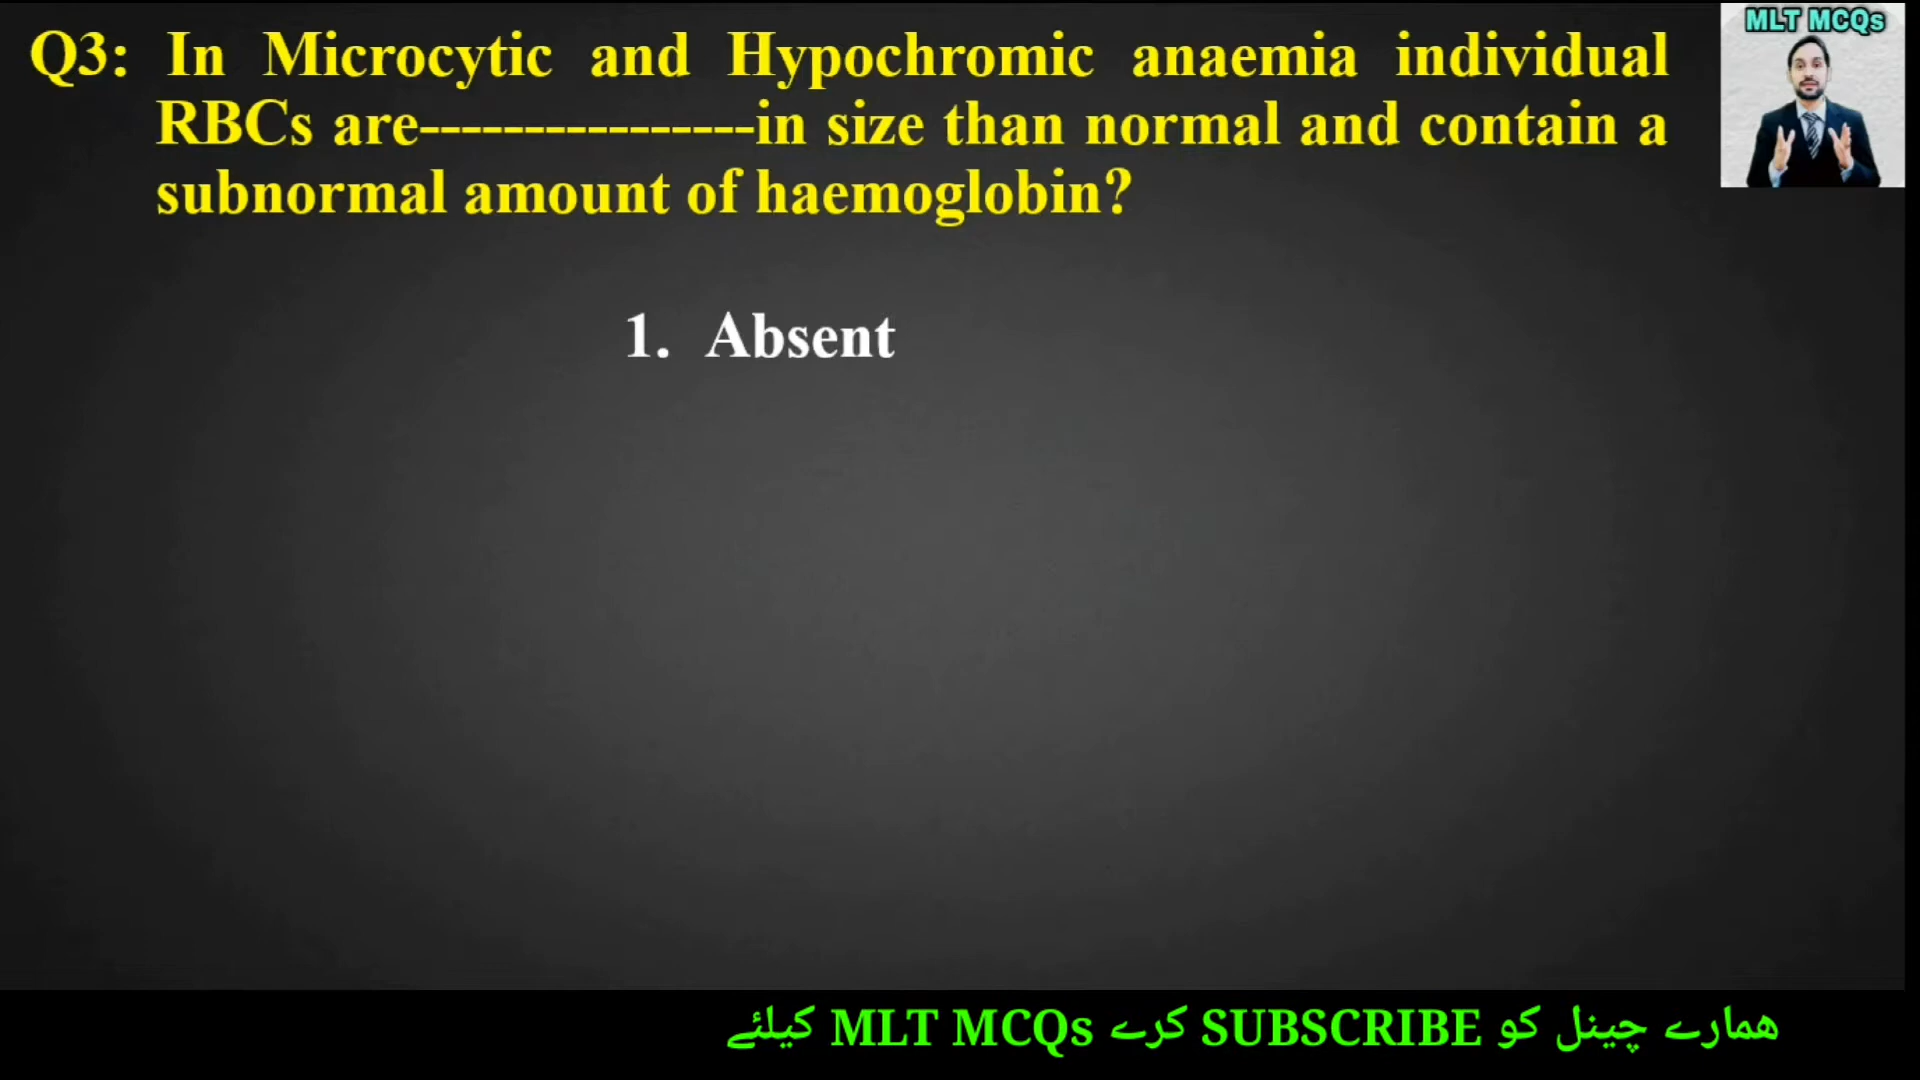 MLT MCQs
Q3: In Microcytic and Hypochromic anaemia individual
RBCs are----------------in size than normal and contain a
subnormal amount of haemoglobin?
1. Absent
ھمارے چینل کو SUBSCRIBE کرے MLT MCQs کیلئے